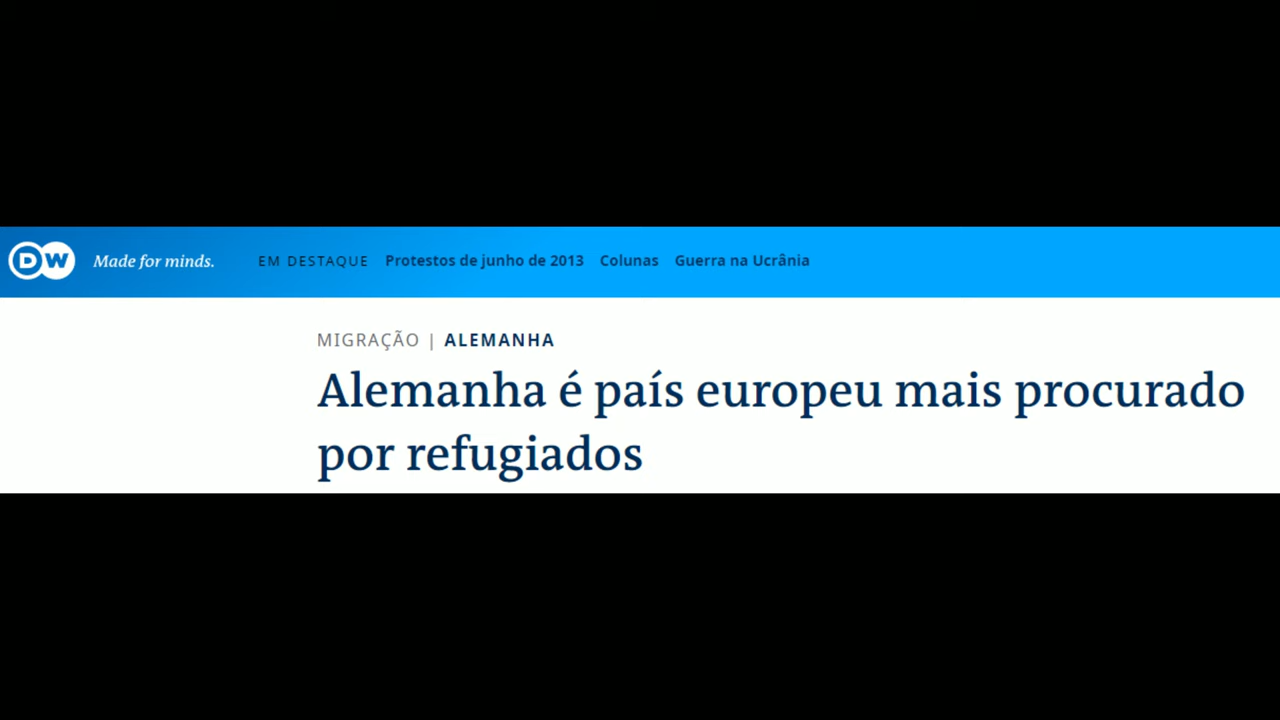 DW Made for minds. EM DESTAQUE Protestos de junho de 2013 Colunas Guerra na Ucrânia
MIGRAÇÃO | ALEMANHA
Alemanha é país europeu mais procurado
por refugiados